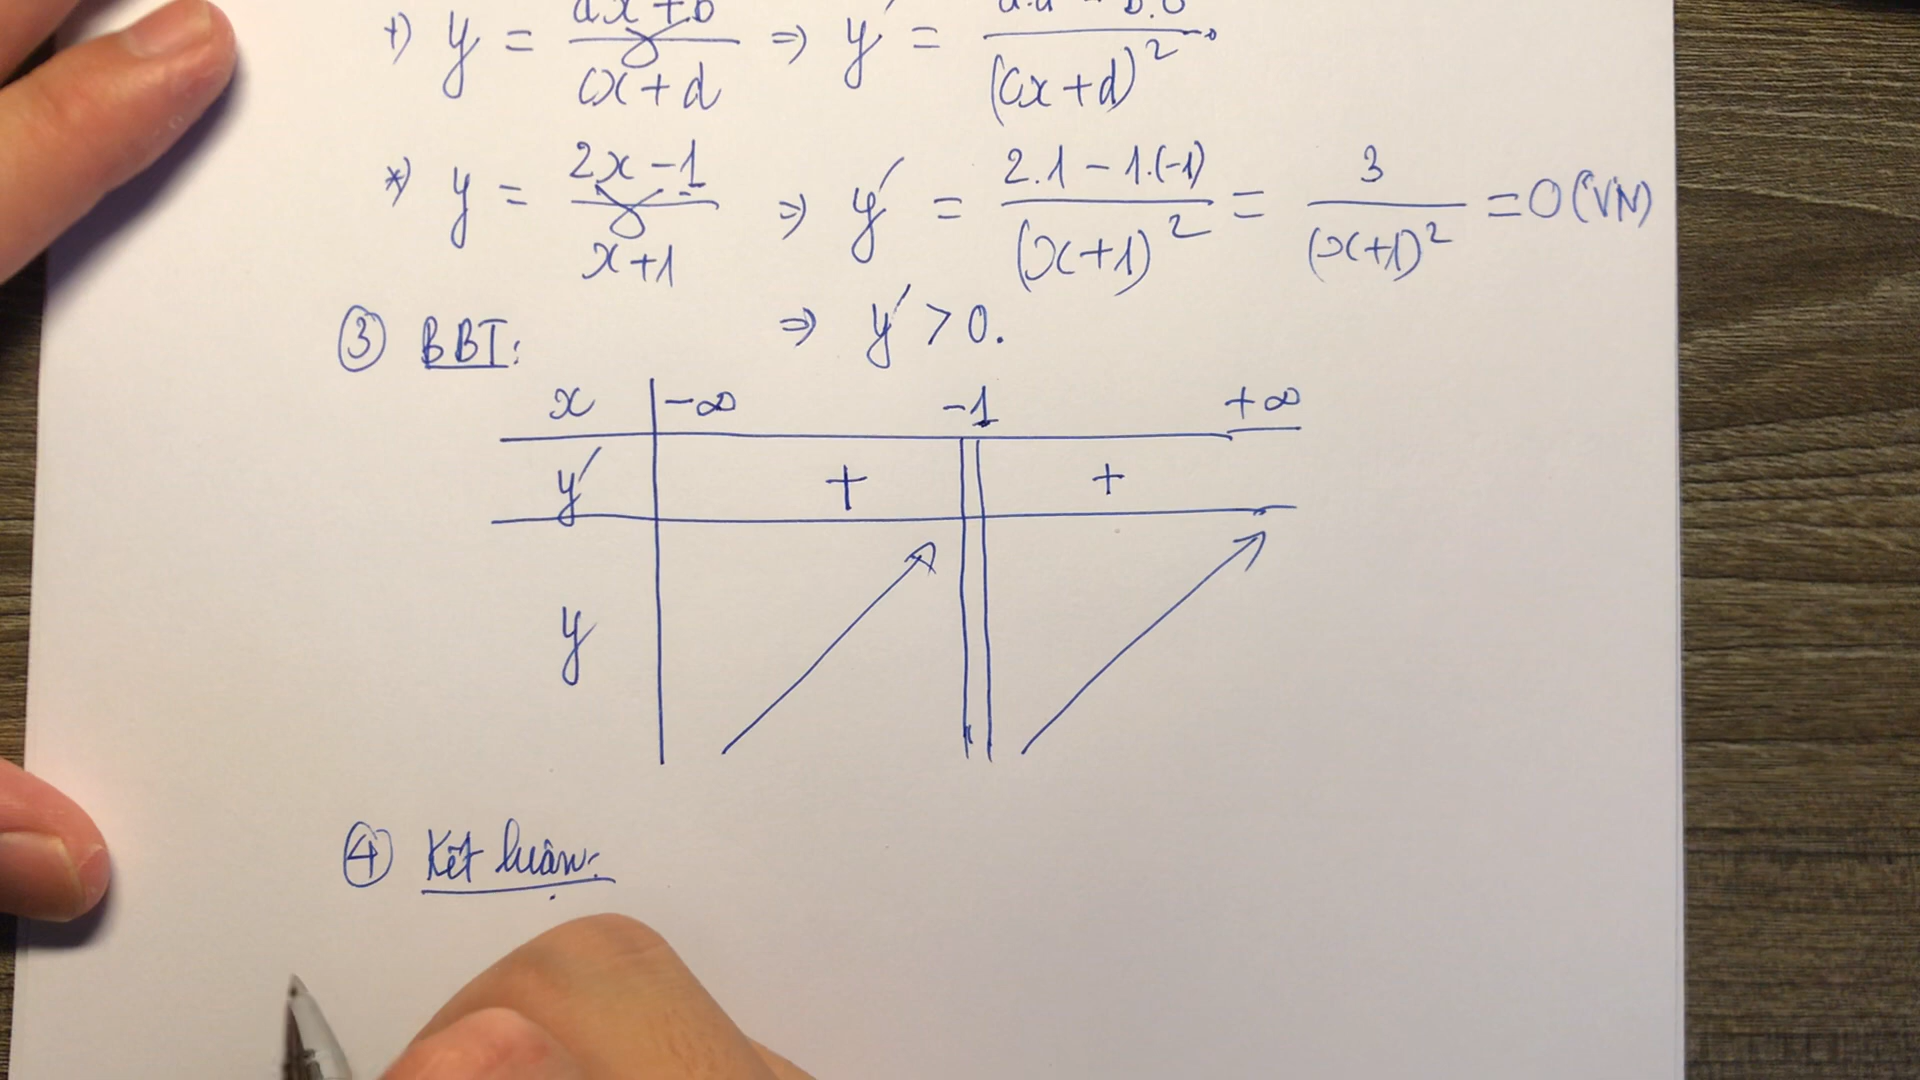 +) y = ax+b / cx+d ⇒ y' = a.d - b.c / (cx+d)².
*) y = 2x-1 / x+1 ⇒ y' = 2.1 - 1.(-1) / (x+1)² = 3 / (x+1)² = 0 (VN)
⇒ y' > 0.
③ BBT:
x -∞ -1 +∞
y' + +
y
④ Kết luận: